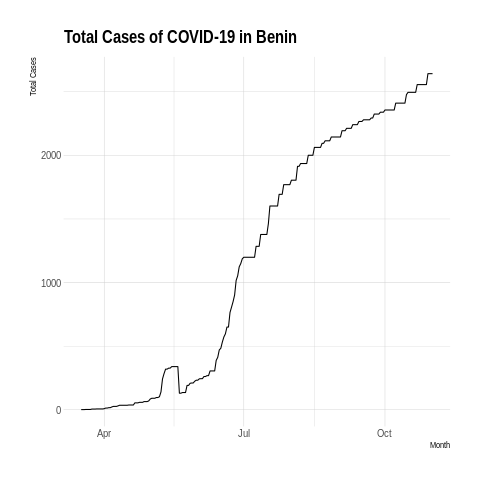 Total Cases of COVID-19 in Benin
Total Cases
2000
1000
0
Apr
Jul
Oct
Month